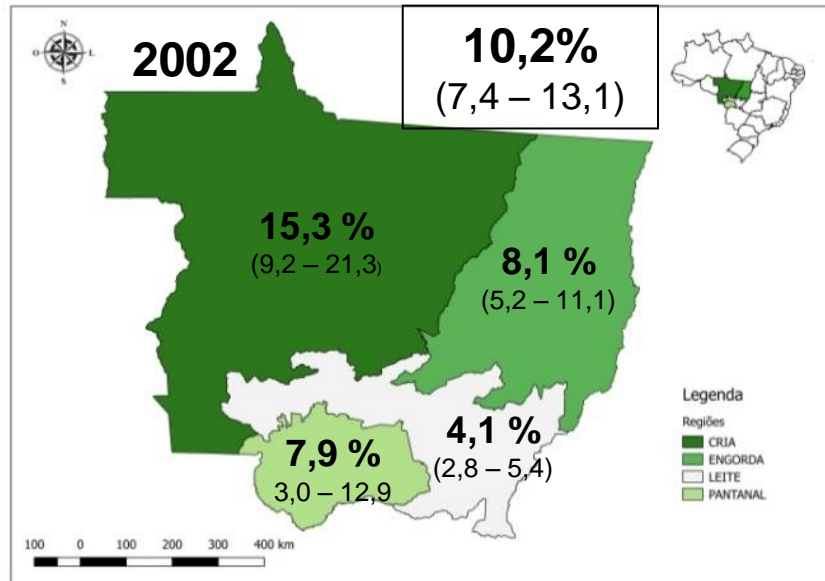 N
O L
S
2002
10,2%
(7,4 – 13,1)
15,3 %
(9,2 – 21,3)
8,1 %
(5,2 – 11,1)
4,1 %
(2,8 – 5,4)
7,9 %
3,0 – 12,9
Legenda
Regiões
CRIA
ENGORDA
LEITE
PANTANAL
100 0 100 200 300 400 km